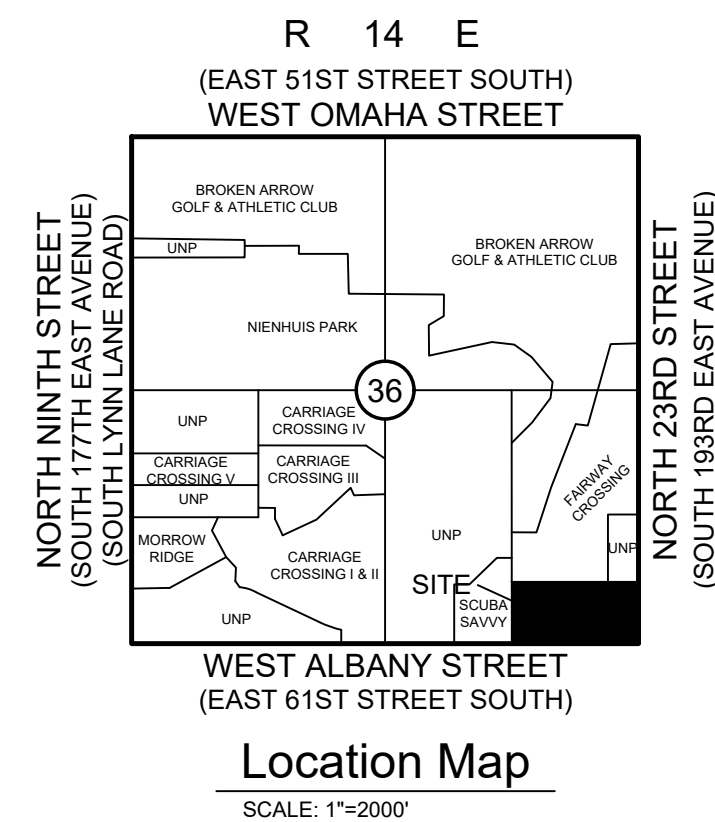 R 14 E
(EAST 51ST STREET SOUTH)
WEST OMAHA STREET
NORTH NINTH STREET
(SOUTH 177TH EAST AVENUE)
(SOUTH LYNN LANE ROAD)
BROKEN ARROW
GOLF & ATHLETIC CLUB
UNP
BROKEN ARROW
GOLF & ATHLETIC CLUB
NIENHUIS PARK
36
UNP
CARRIAGE
CROSSING IV
CARRIAGE
CROSSING V
CARRIAGE
CROSSING III
UNP
FAIRWAY
CROSSING
MORROW
RIDGE
CARRIAGE
CROSSING I & II
UNP
UNP
SITE
SCUBA
SAVVY
UNP
NORTH 23RD STREET
(SOUTH 193RD EAST AVENUE)
WEST ALBANY STREET
(EAST 61ST STREET SOUTH)
Location Map
SCALE: 1"=2000'